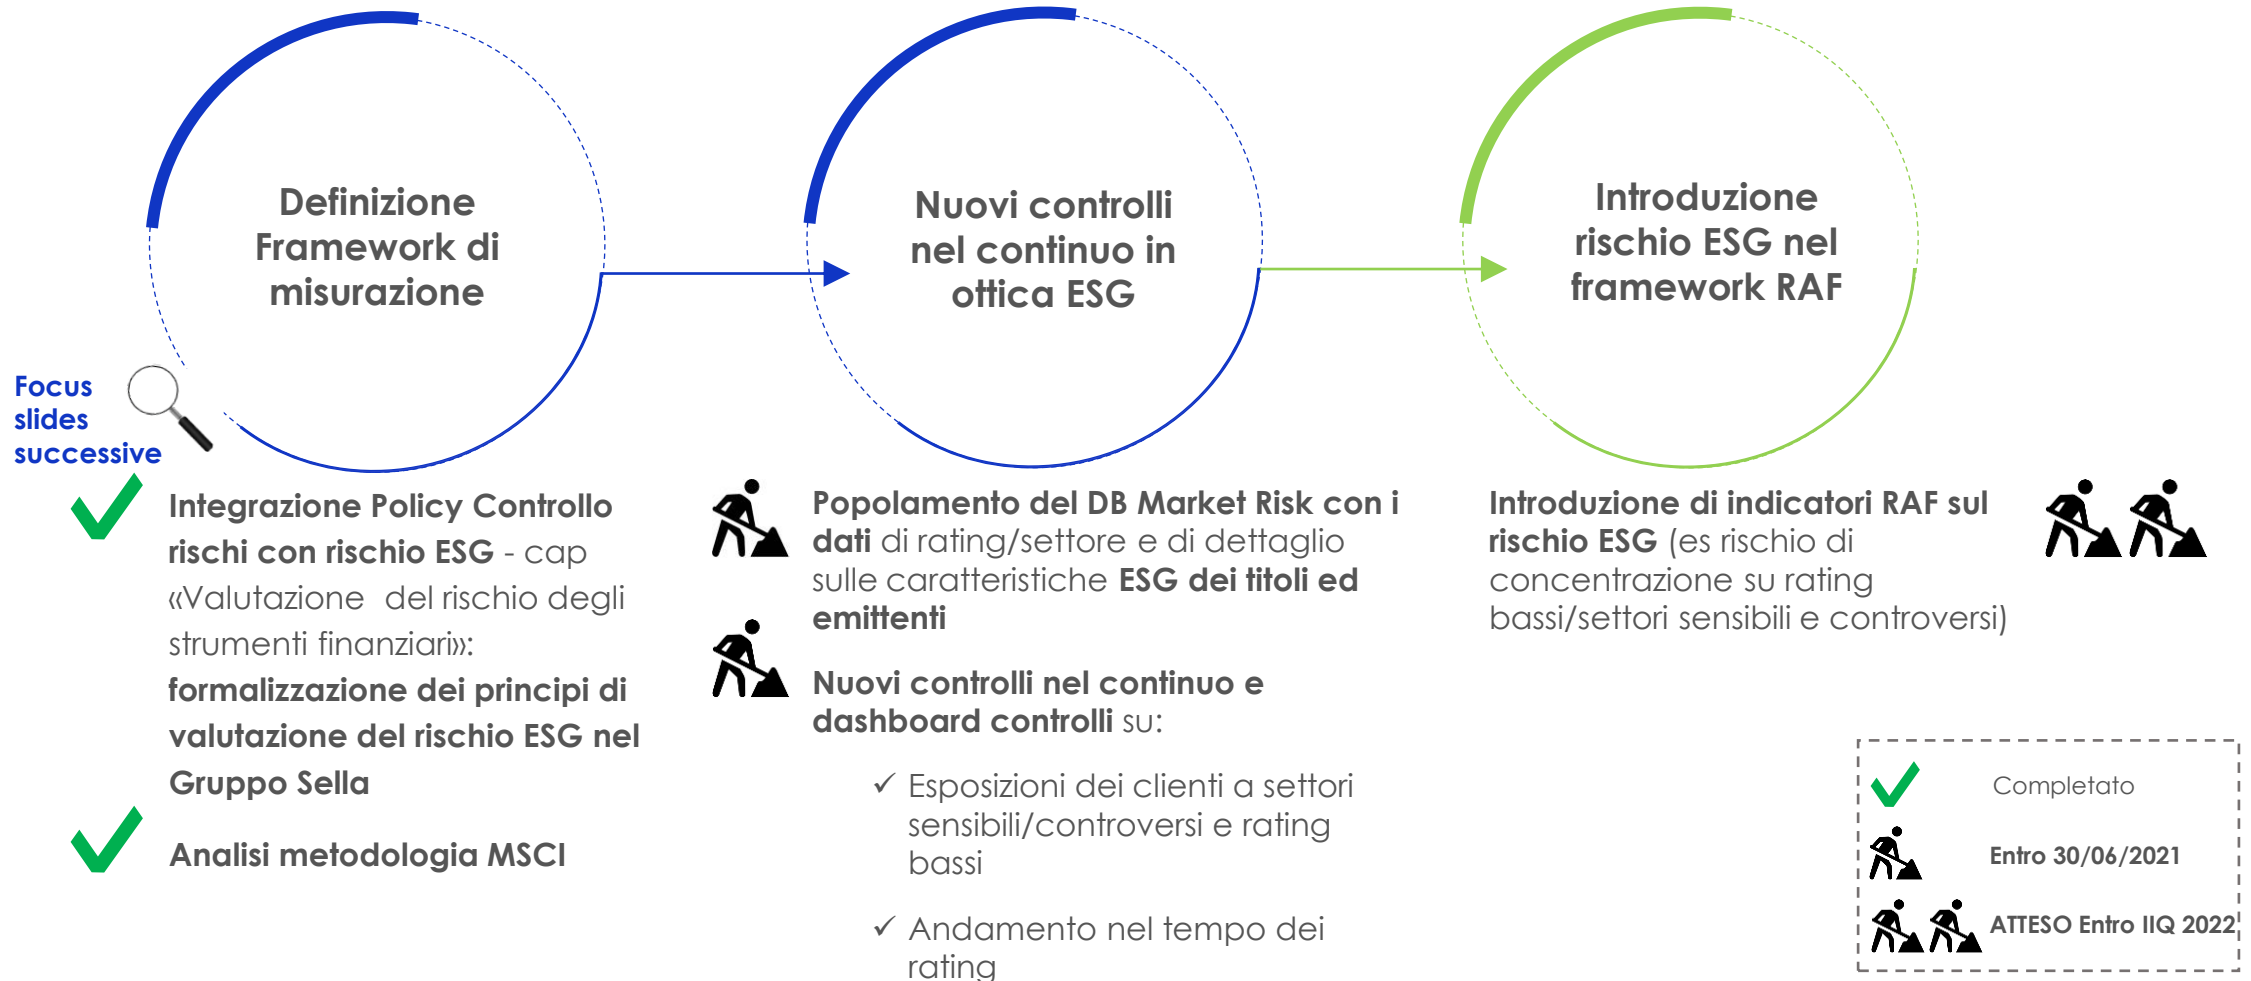 Definizione
Framework di
misurazione
Nuovi controlli
nel continuo in
ottica ESG
Introduzione
rischio ESG nel
framework RAF
Focus
slides
successive
Integrazione Policy Controllo
rischi con rischio ESG - cap
«Valutazione del rischio degli
strumenti finanziari»:
formalizzazione dei principi di
valutazione del rischio ESG nel
Gruppo Sella
Analisi metodologia MSCI
Popolamento del DB Market Risk con i
dati di rating/settore e di dettaglio
sulle caratteristiche ESG dei titoli ed
emittenti
Nuovi controlli nel continuo e
dashboard controlli su:
✓ Esposizioni dei clienti a settori
sensibili/controversi e rating
bassi
✓ Andamento nel tempo dei
rating
Introduzione di indicatori RAF sul
rischio ESG (es rischio di
concentrazione su rating
bassi/settori sensibili e controversi)
Completato
Entro 30/06/2021
ATTESO Entro IIQ 2022